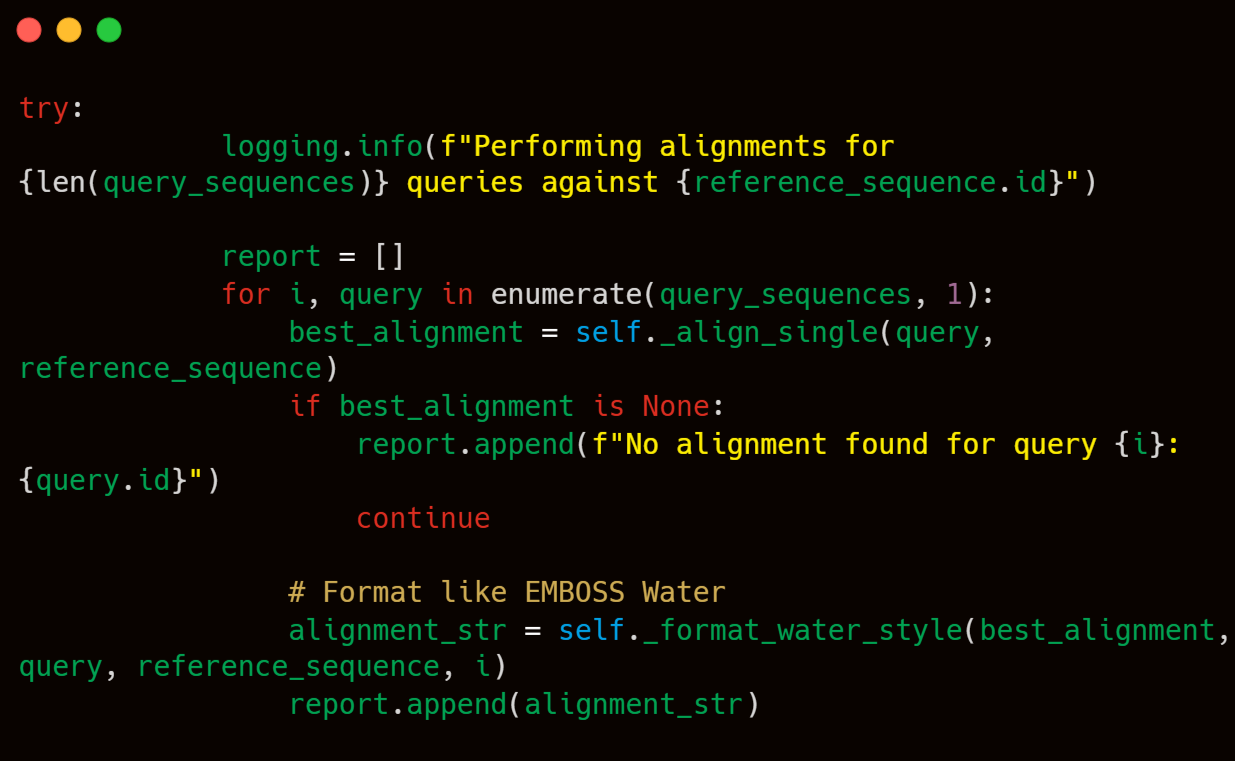 try:
            logging.info(f"Performing alignments for
{len(query_sequences)} queries against {reference_sequence.id}")

            report = []
            for i, query in enumerate(query_sequences, 1):
                best_alignment = self._align_single(query,
reference_sequence)
                if best_alignment is None:
                    report.append(f"No alignment found for query {i}:
{query.id}")
                    continue

                # Format like EMBOSS Water
                alignment_str = self._format_water_style(best_alignment,
query, reference_sequence, i)
                report.append(alignment_str)